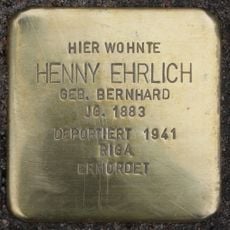 HIER WOHNTE
HENNY EHRLICH
GEB. BERNHARD
JG. 1883
DEPORTIERT 1941
RIGA
ERMORDET